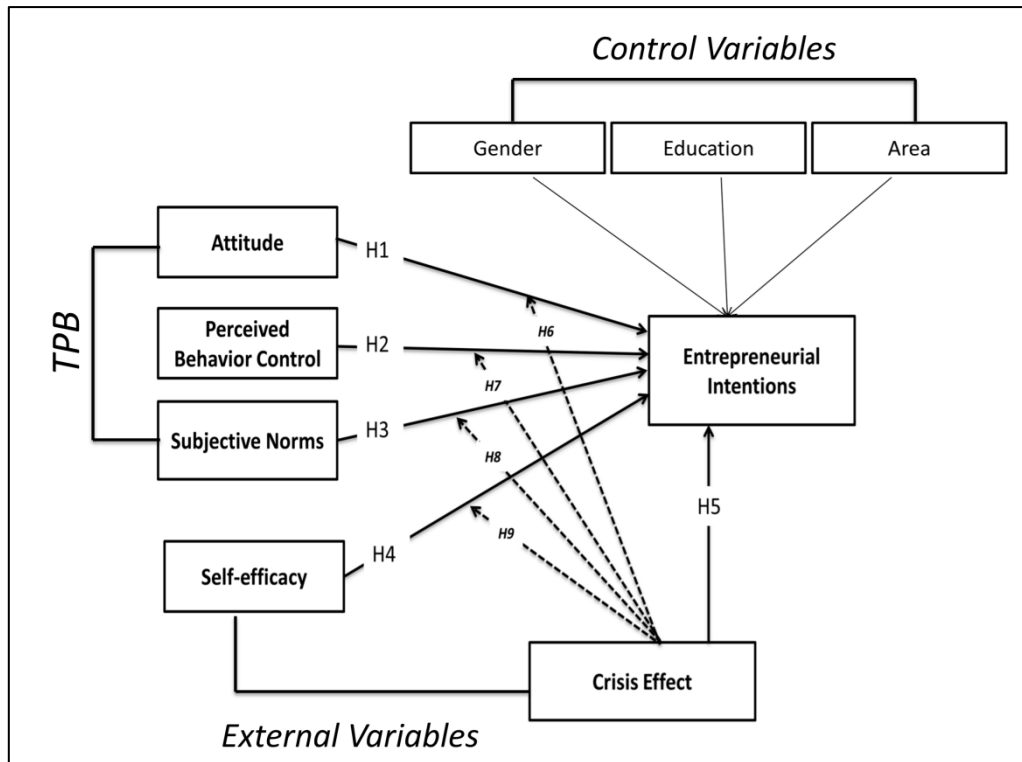 Control Variables
Gender
Education
Area
TPB
Attitude
H1
Perceived
Behavior Control
H2
Subjective Norms
H3
Self-efficacy
H4
H6
H7
H8
H9
Entrepreneurial
Intentions
H5
Crisis Effect
External Variables